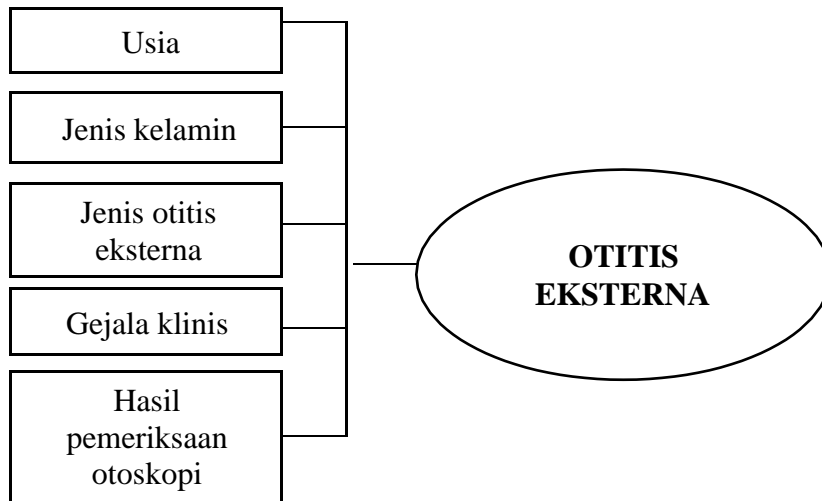 Usia
Jenis kelamin
Jenis otitis
eksterna
Gejala klinis
Hasil
pemeriksaan
otoskopi
OTITIS
EKSTERNA